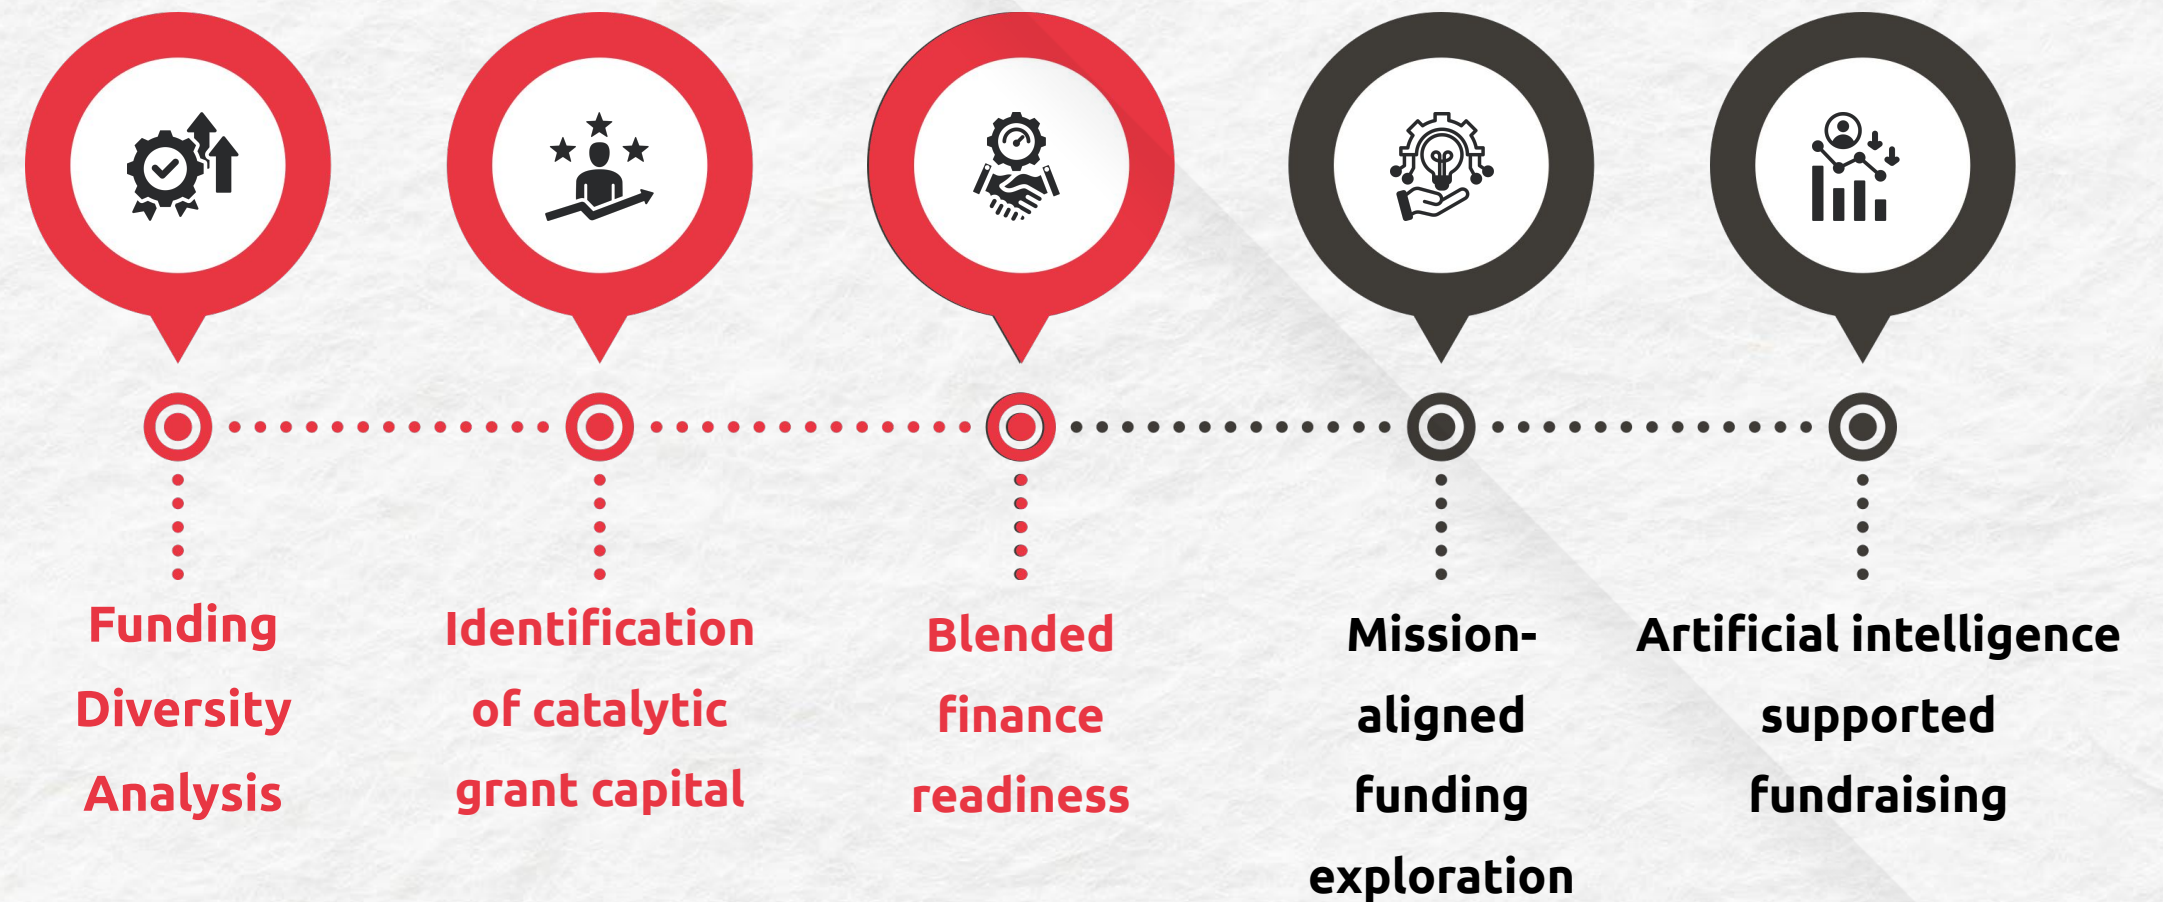 Funding
Diversity
Analysis
Identification
of catalytic
grant capital
Blended
finance
readiness
Mission-
aligned
funding
exploration
Artificial intelligence
supported
fundraising